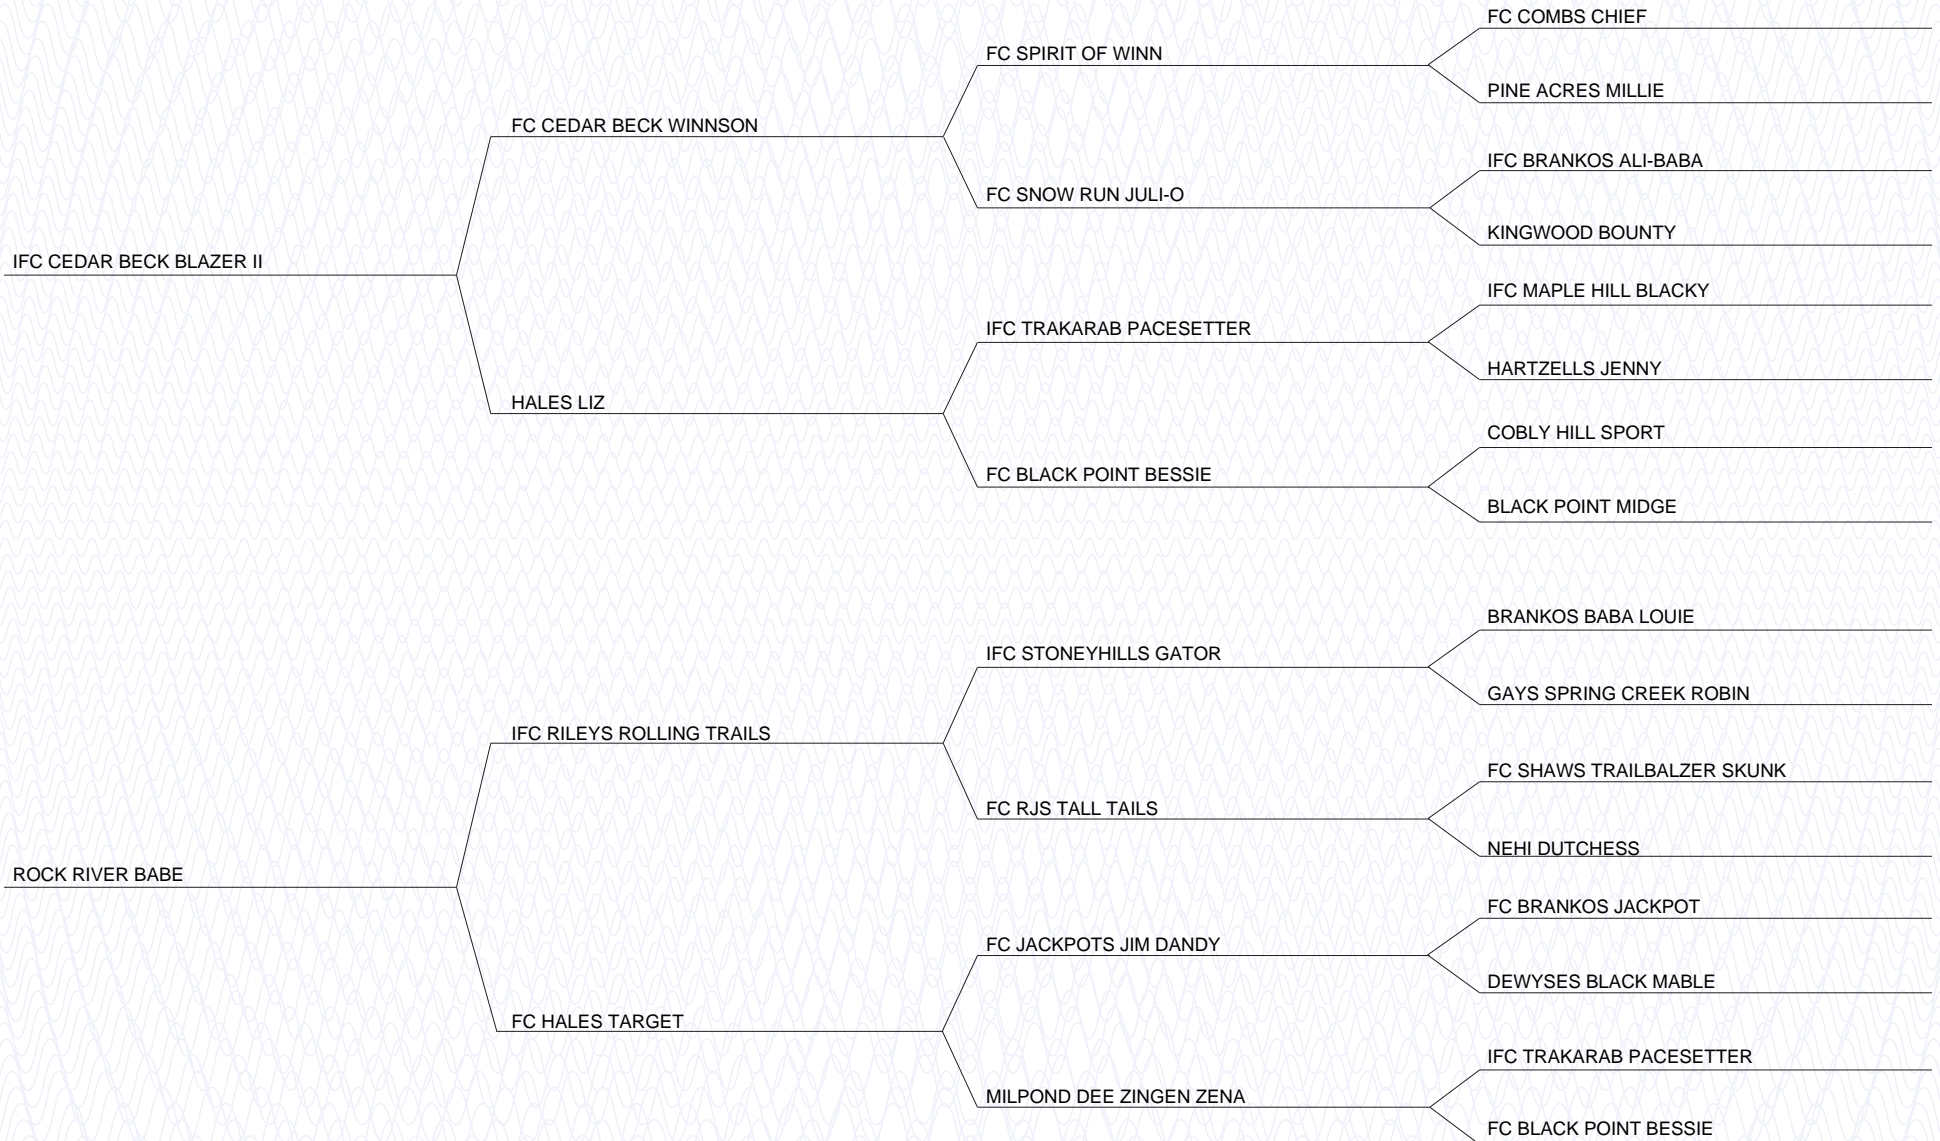 FC COMBS CHIEF
FC SPIRIT OF WINN
PINE ACRES MILLIE
FC CEDAR BECK WINNSON
IFC BRANKOS ALI-BABA
FC SNOW RUN JULI-O
KINGWOOD BOUNTY
IFC CEDAR BECK BLAZER II
IFC MAPLE HILL BLACKY
IFC TRAKARAB PACESETTER
HARTZELLS JENNY
HALES LIZ
COBLY HILL SPORT
FC BLACK POINT BESSIE
BLACK POINT MIDGE
BRANKOS BABA LOUIE
IFC STONEYHILLS GATOR
GAYS SPRING CREEK ROBIN
IFC RILEYS ROLLING TRAILS
FC SHAWS TRAILBALZER SKUNK
FC RJS TALL TAILS
NEHI DUTCHESS
ROCK RIVER BABE
FC BRANKOS JACKPOT
FC JACKPOTS JIM DANDY
DEWYSES BLACK MABLE
FC HALES TARGET
IFC TRAKARAB PACESETTER
MILPOND DEE ZINGEN ZENA
FC BLACK POINT BESSIE